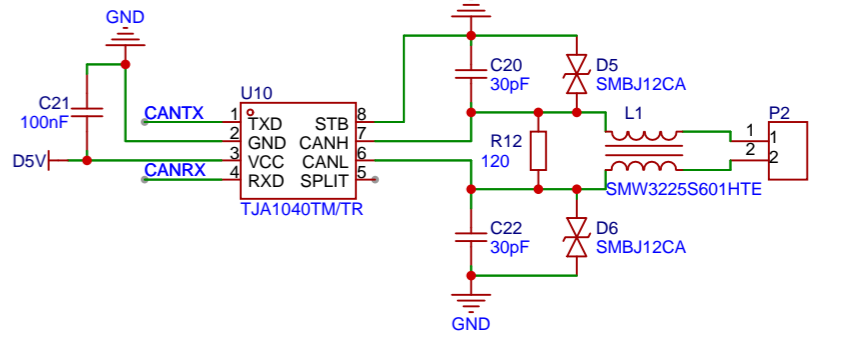 GND
C21
100nF
D5V
CANTX
CANRX
U10
1 TXD STB 8
2 GND CANH 7
3 VCC CANL 6
4 RXD SPLIT 5
TJA1040TM/TR
C20
30pF
D5
SMBJ12CA
R12
120
L1
SMW3225S601HTE
P2
1 1
2 2
C22
30pF
D6
SMBJ12CA
GND